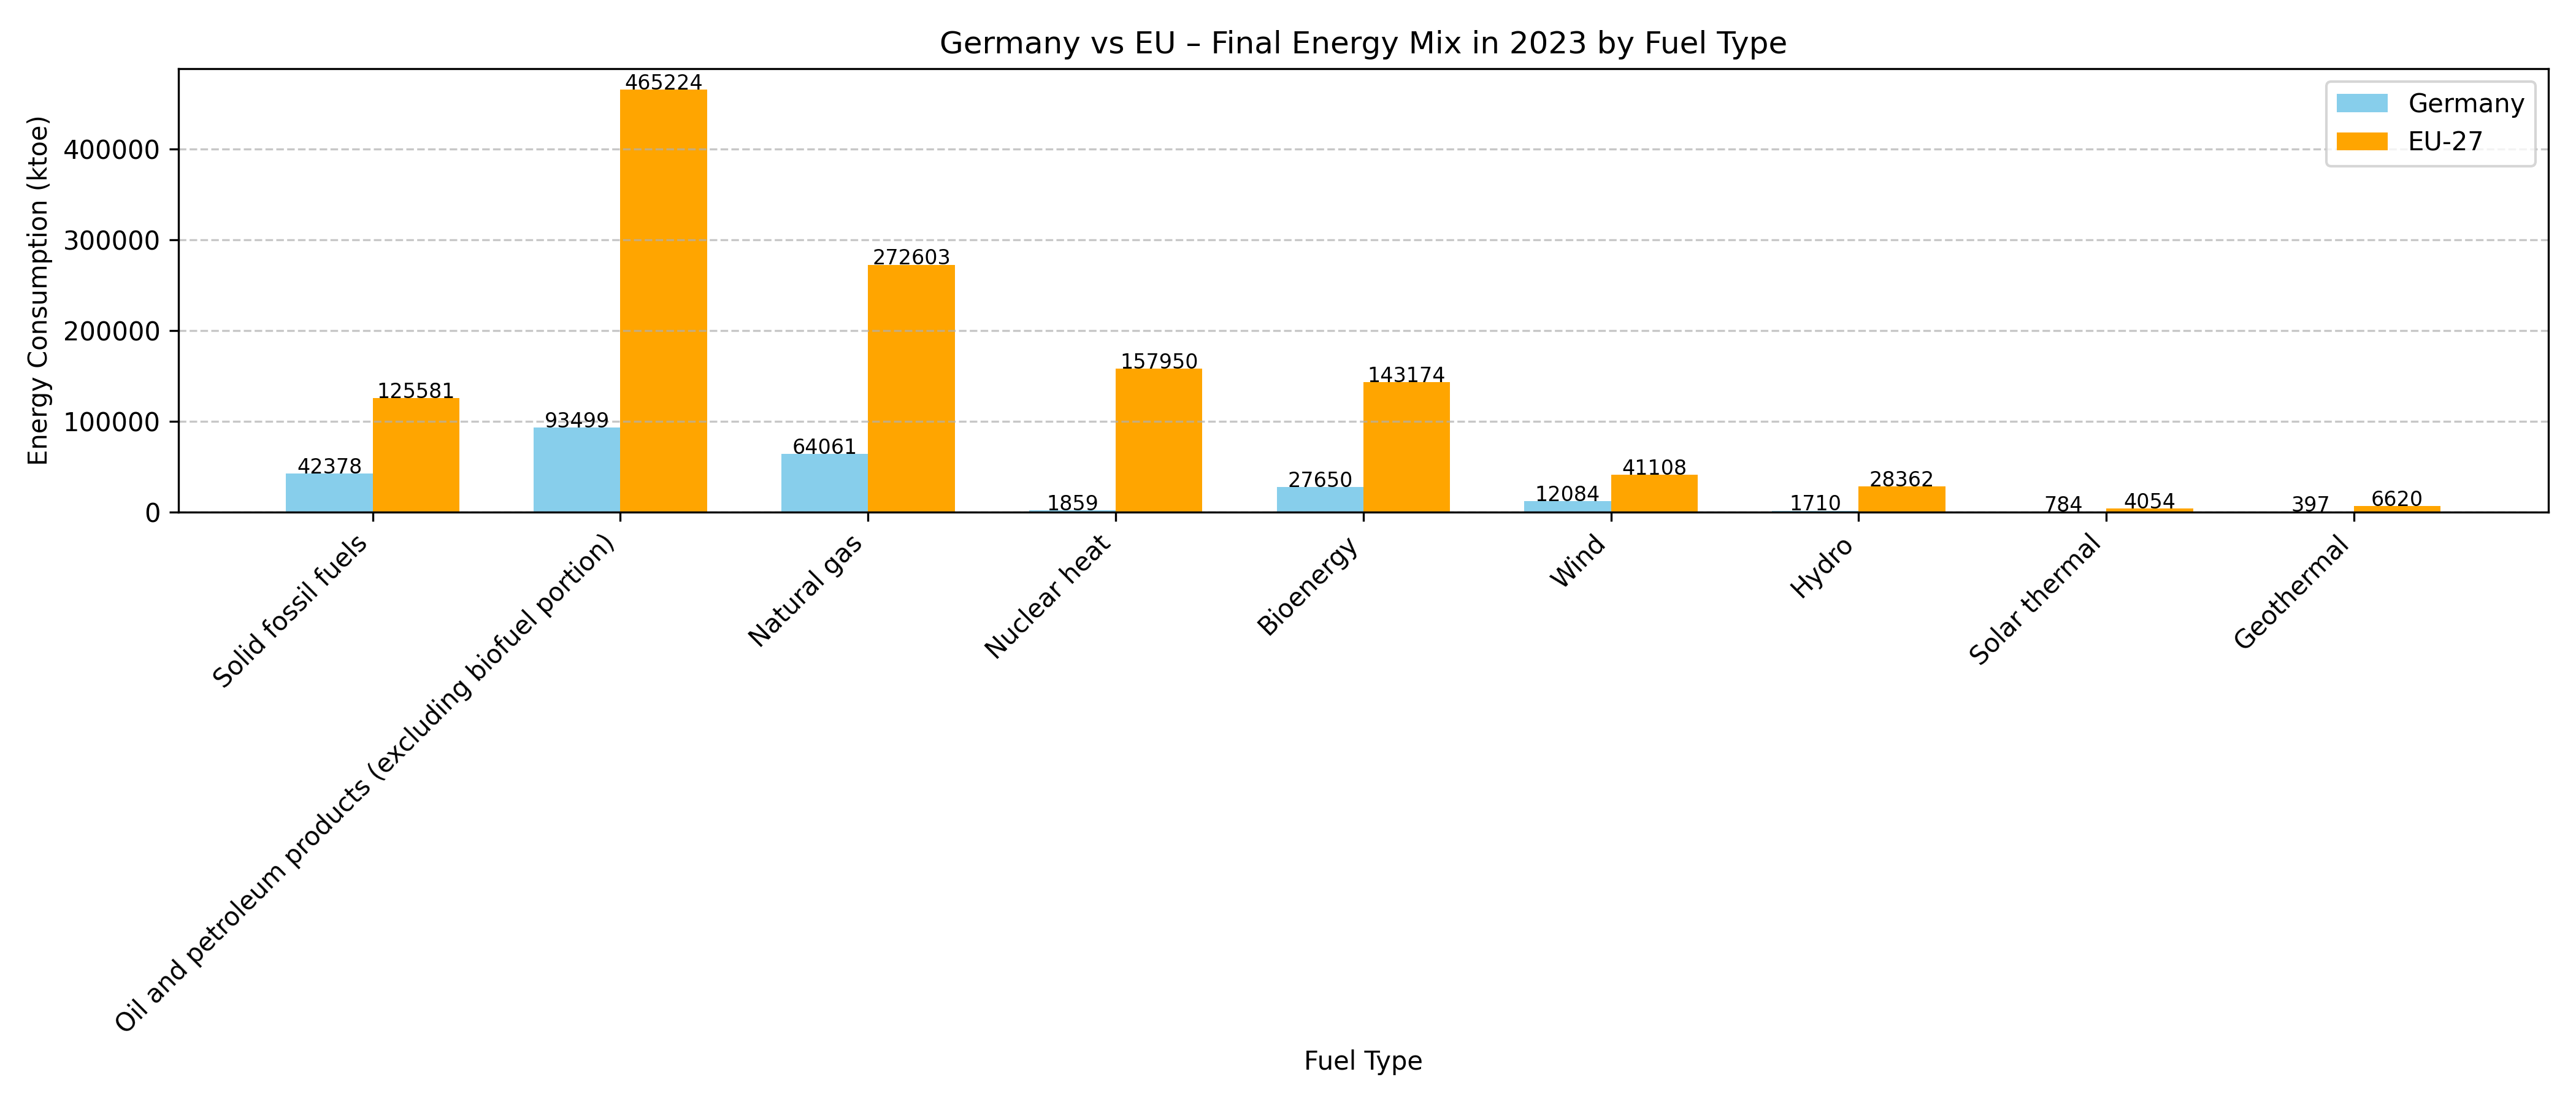 Germany vs EU – Final Energy Mix in 2023 by Fuel Type
Energy Consumption (ktoe)
400000
300000
200000
100000
0
Germany
EU-27
42378
125581
93499
465224
64061
272603
1859
157950
27650
143174
12084
41108
1710
28362
784
4054
397
6620
Solid fossil fuels
Oil and petroleum products (excluding biofuel portion)
Natural gas
Nuclear heat
Bioenergy
Wind
Hydro
Solar thermal
Geothermal
Fuel Type